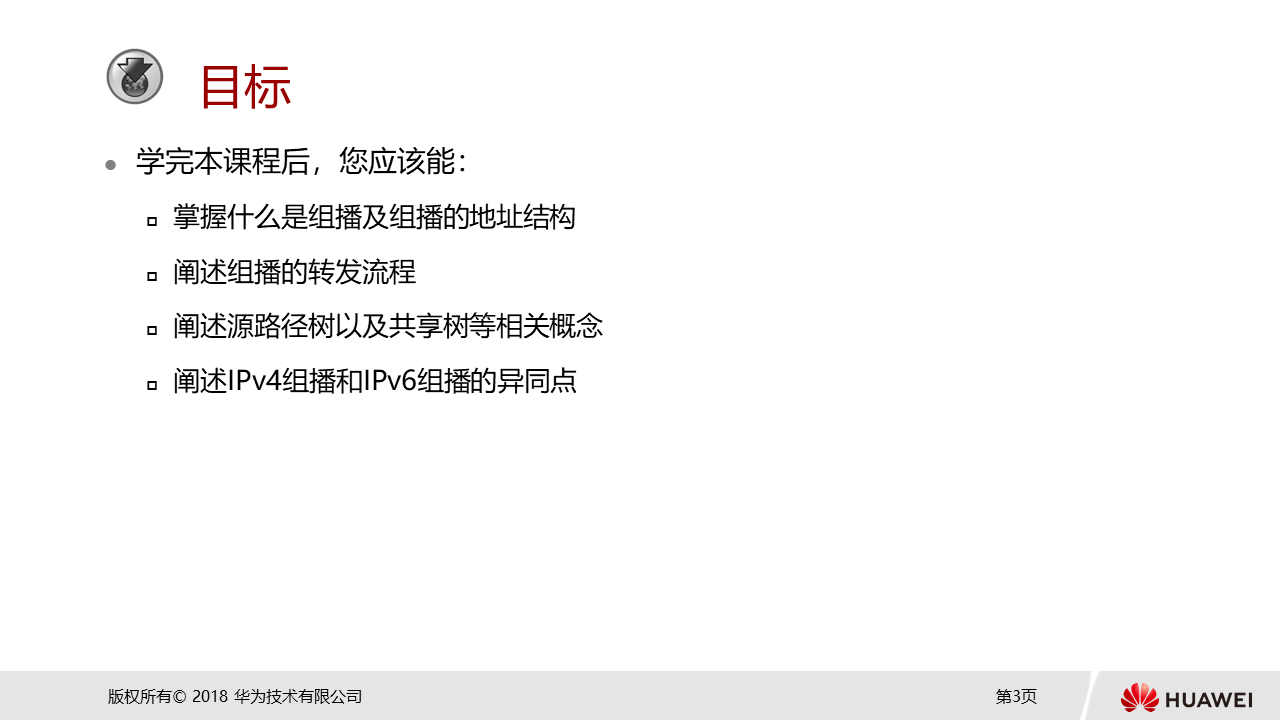 目标
学完本课程后，您应该能：
掌握什么是组播及组播的地址结构
阐述组播的转发流程
阐述源路径树以及共享树等相关概念
阐述IPv4组播和IPv6组播的异同点
版权所有© 2018 华为技术有限公司
第3页
HUAWEI